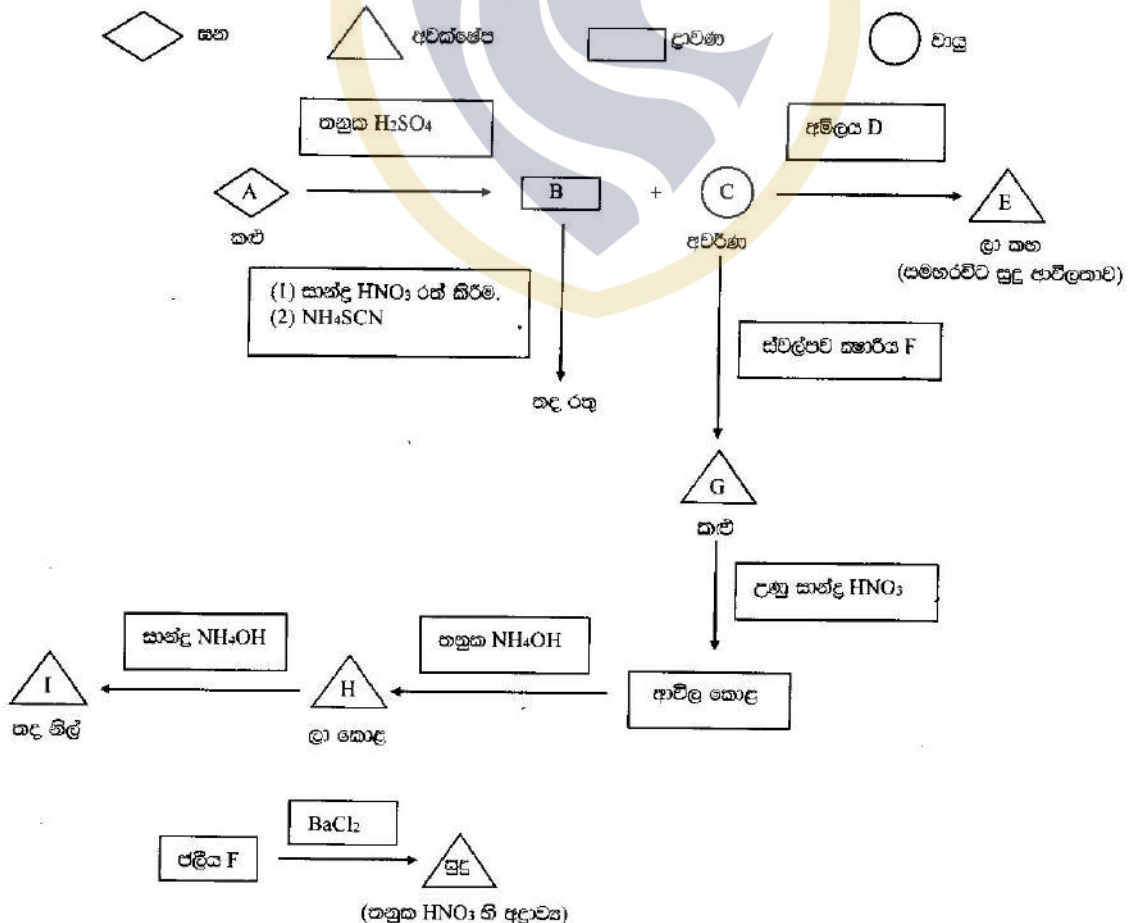 ඝන
අවක්ෂේප
ද්‍රාවණ
වායු
තනුක H₂SO₄
අම්ලය D
A
B
+
C
E
කළු
අවර්ණ
ලා කහ
(සමහරවිට සුදු ආවිලතාව)
(1) සාන්ද්‍ර HNO₃ රත් කිරීම.
(2) NH₄SCN
ස්වල්පව ක්ෂාරීය F
තද රතු
G
කළු
උණු සාන්ද්‍ර HNO₃
සාන්ද්‍ර NH₄OH
තනුක NH₄OH
I
H
ආවිල කොළ
තද නිල්
ලා කොළ
BaCl₂
ජලීය F
සුදු
(තනුක HNO₃ හි අද්‍රාව්‍ය)